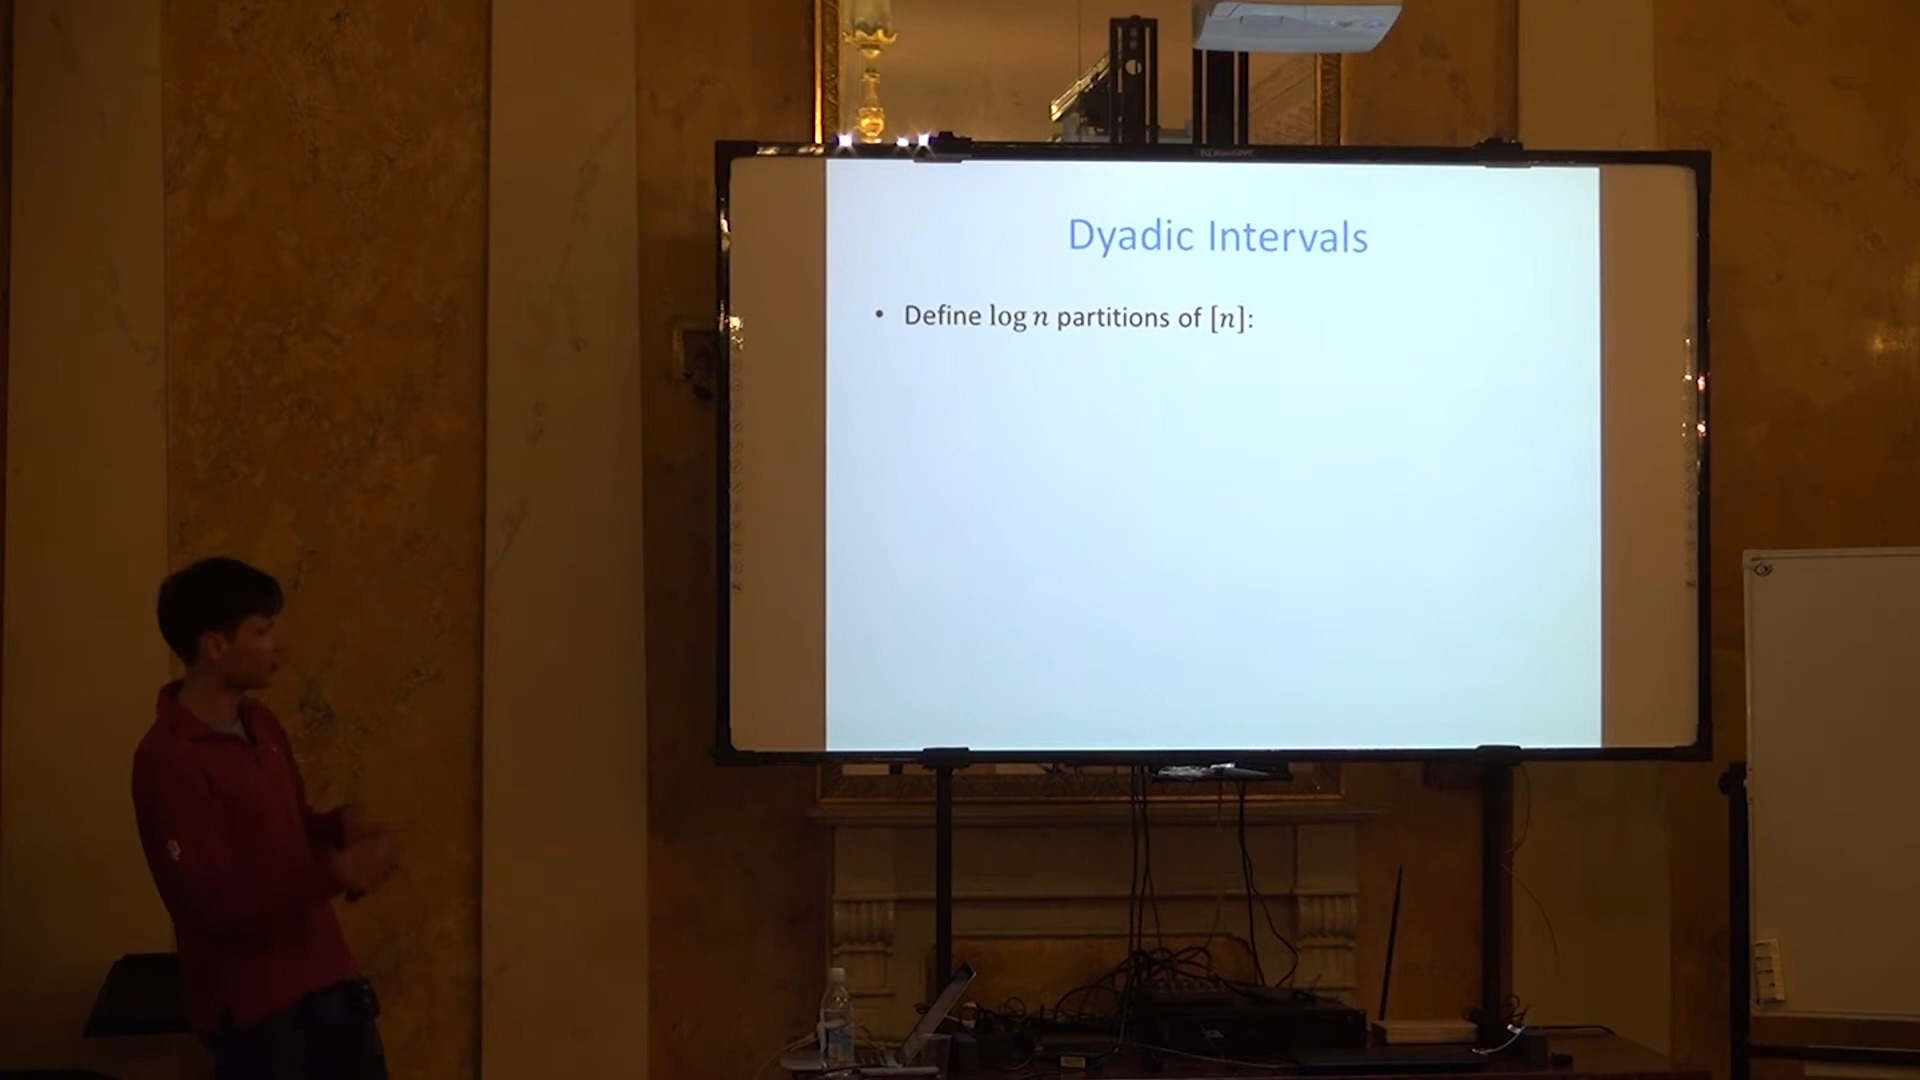 Dyadic Intervals
• Define log n partitions of [n]: